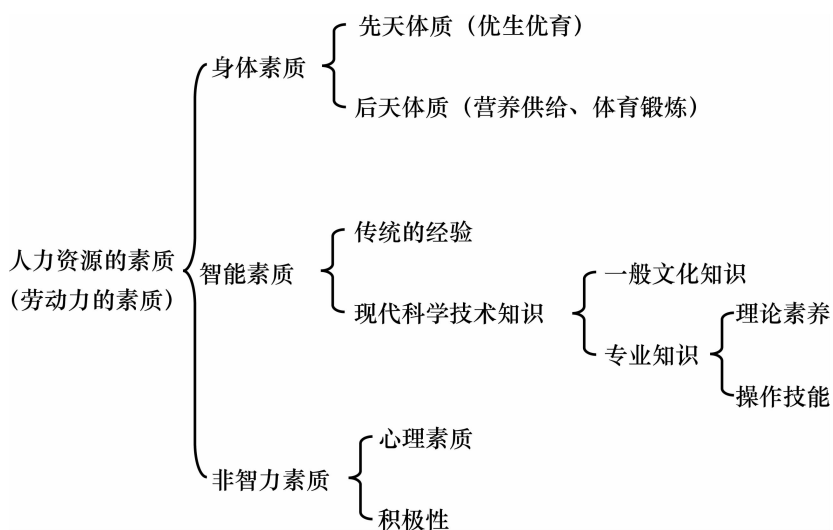 人力资源的素质
（劳动力的素质）
身体素质
先天体质（优生优育）
后天体质（营养供给、体育锻炼）
智能素质
传统的经验
现代科学技术知识
一般文化知识
专业知识
理论素养
操作技能
非智力素质
心理素质
积极性